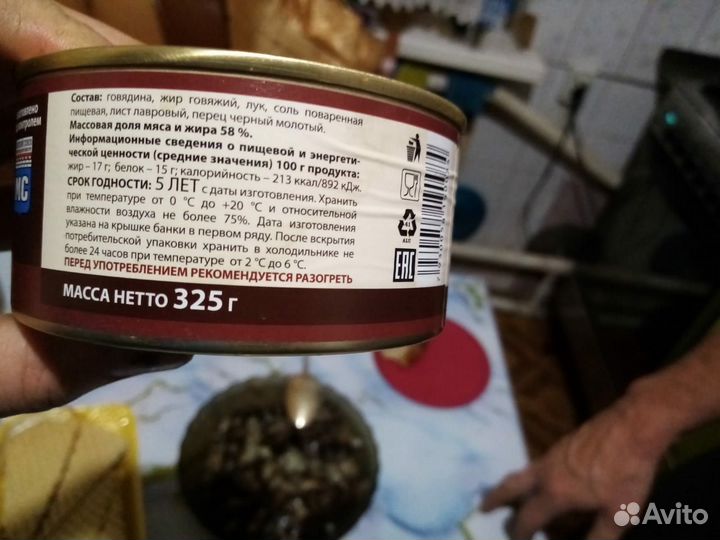 Состав: говядина, жир говяжий, лук, соль поваренная
пищевая, лист лавровый, перец черный молотый.
Массовая доля мяса и жира 58 %.
Информационные сведения о пищевой и энергети-
ческой ценности (средние значения) 100 г продукта:
жир – 17 г; белок – 15 г; калорийность – 213 ккал/892 кДж.
СРОК ГОДНОСТИ: 5 ЛЕТ с даты изготовления. Хранить
при температуре от 0 °С до +20 °С и относительной
влажности воздуха не более 75%. Дата изготовления
указана на крышке банки в первом ряду. После вскрытия
потребительской упаковки хранить в холодильнике не
более 24 часов при температуре от 2 °С до 6 °С.
ПЕРЕД УПОТРЕБЛЕНИЕМ РЕКОМЕНДУЕТСЯ РАЗОГРЕТЬ
МАССА НЕТТО 325 г
41
ALU
EAC
Avito